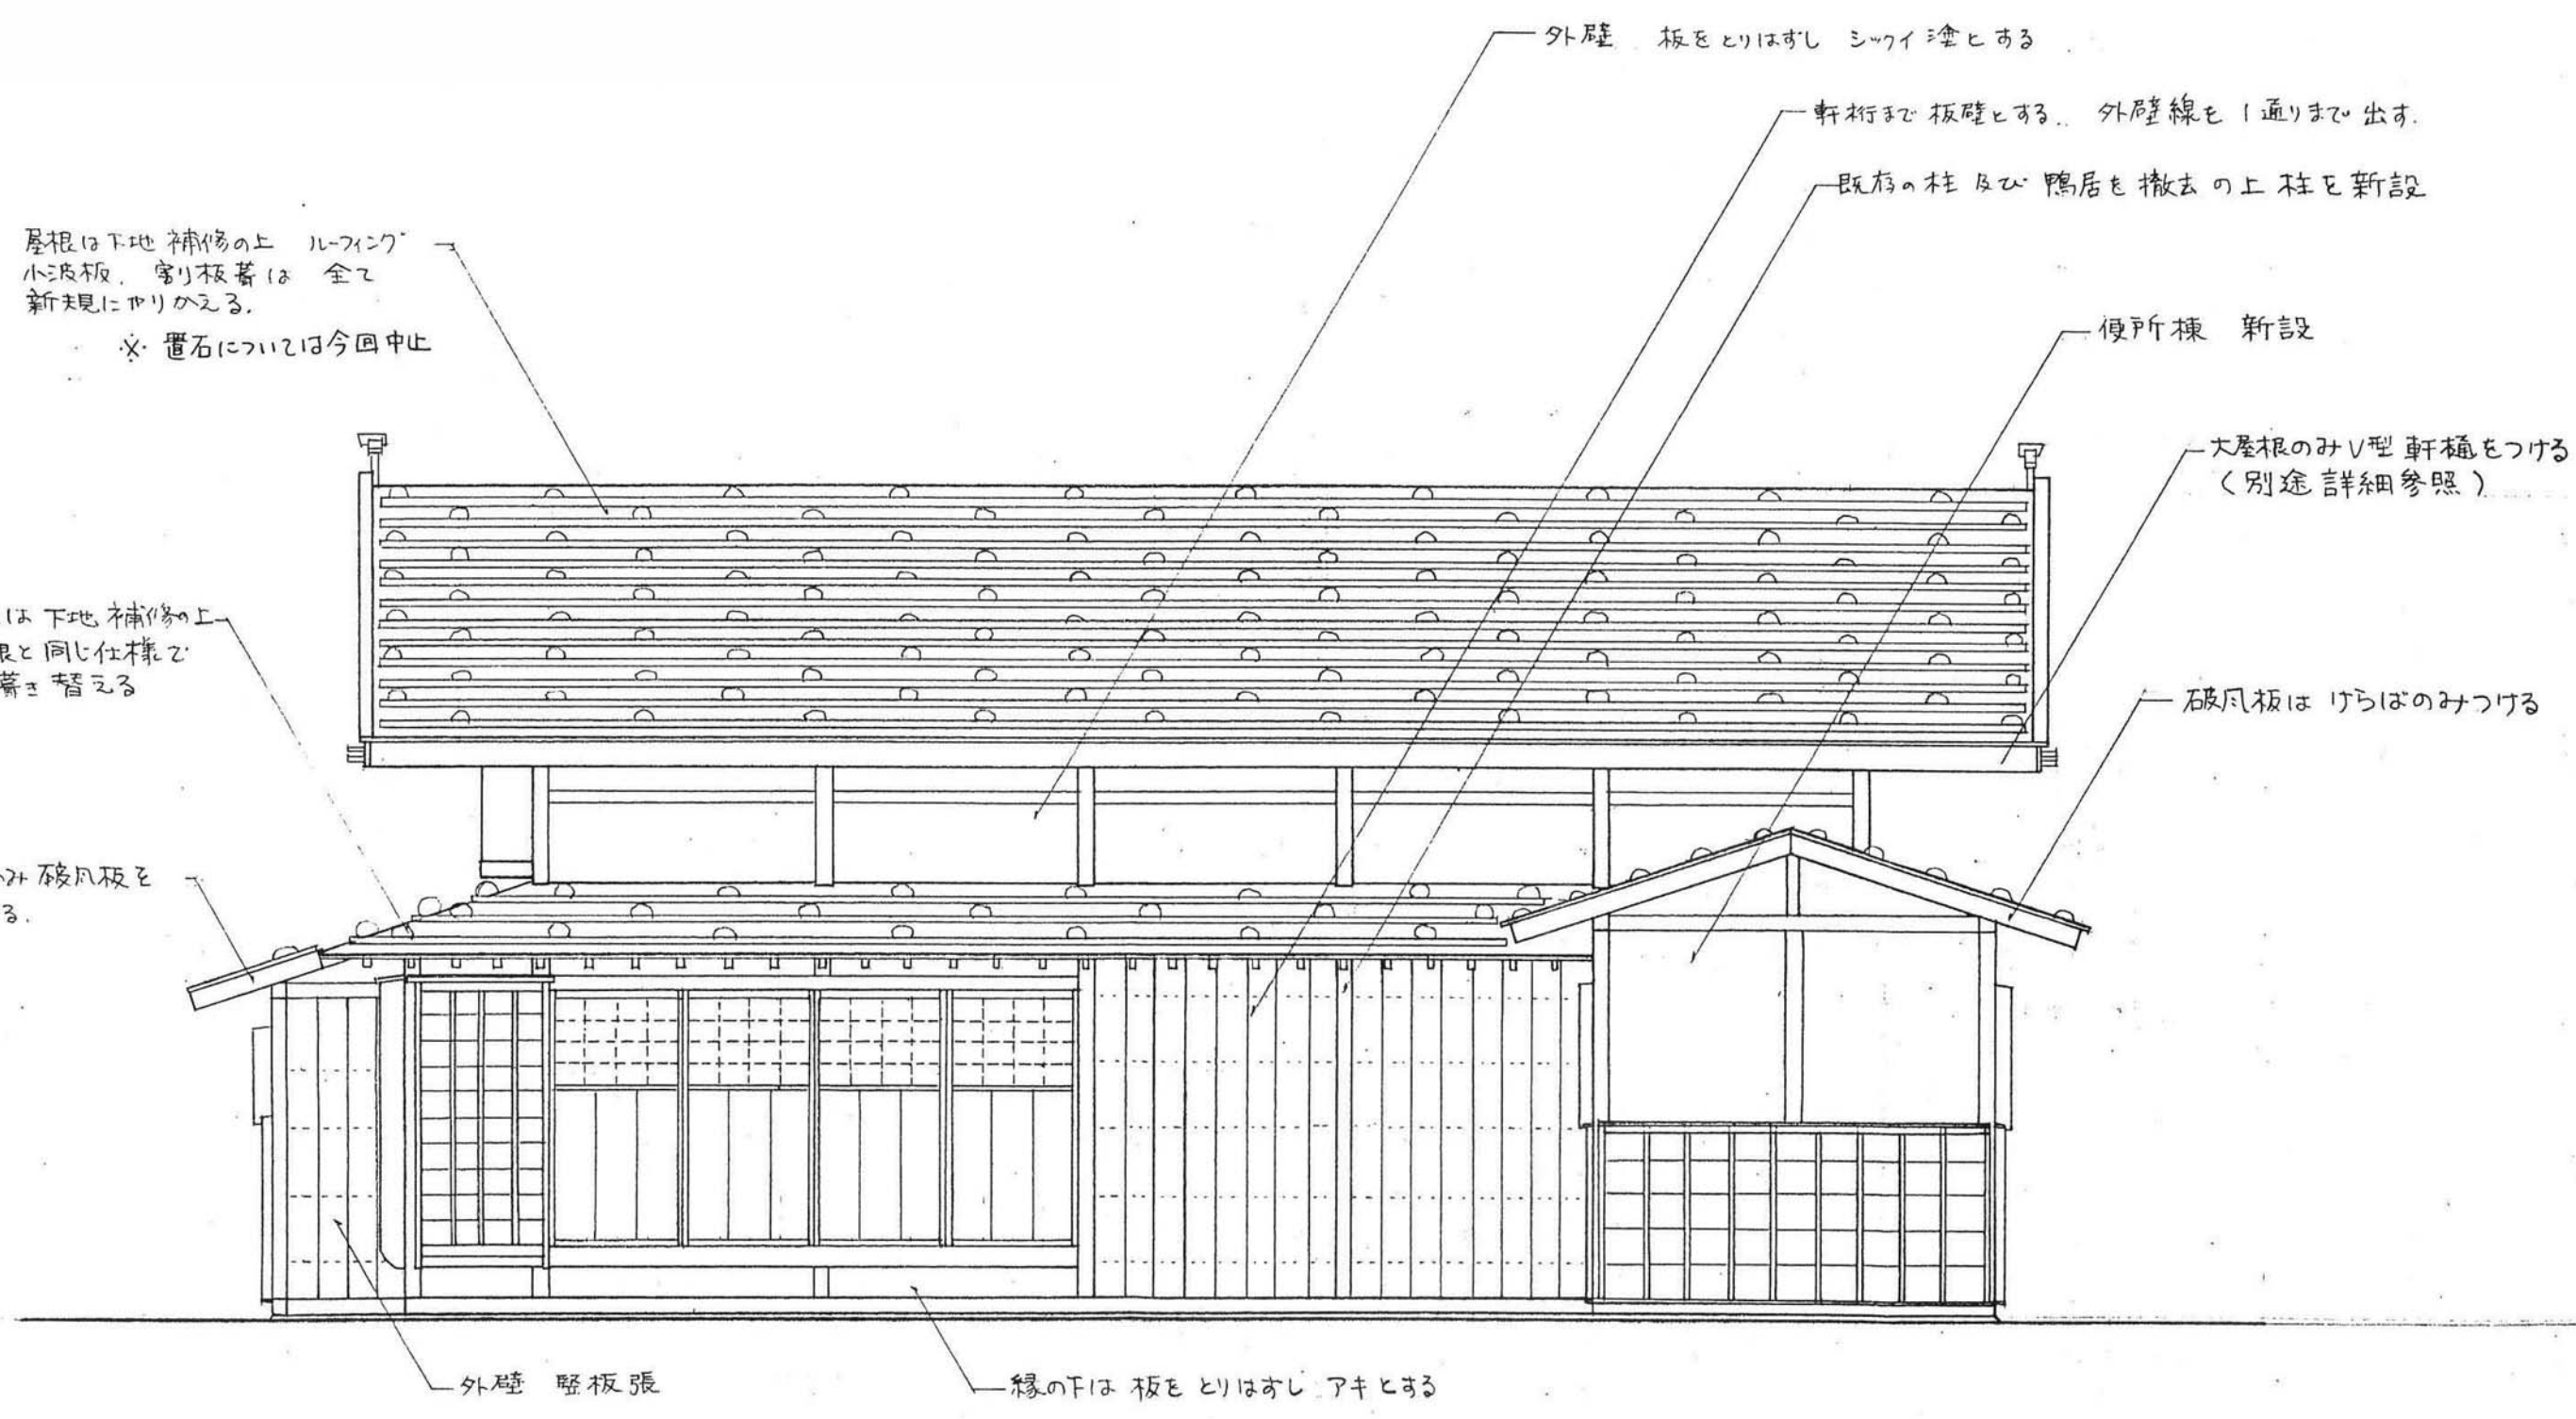 外壁 板をとりはずし シックイ塗とする
軒桁まで板壁とする. 外壁線を 1通りまで出す.
既存の柱 及び 鴨居を撤去の上 柱を新設
屋根は下地補修の上 ルーフィング
小波板. 割り板葺は 全て
新規にやりかえる.
※ 置石については今回中止
便所棟 新設
大屋根のみV型軒樋をつける
(別途詳細参照)
は下地補修の上
根と同じ仕様で
葺き替える
破風板は けらばのみつける
のみ 破風板を
る.
外壁 竪板張
縁の下は 板を とりはずし アキとする